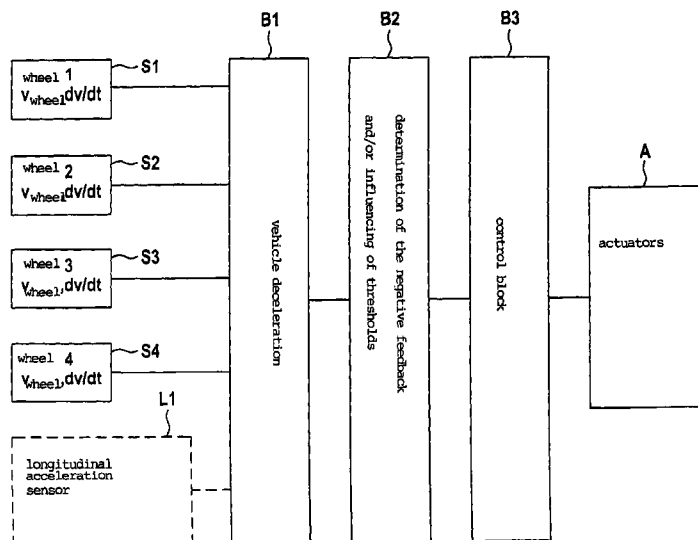 B1
B2
B3
wheel 1
Vwheel dv/dt
S1
wheel 2
Vwheel dv/dt
S2
wheel 3
Vwheel, dv/dt
S3
wheel 4
Vwheel, dv/dt
S4
L1
longitudinal
acceleration
sensor
vehicle deceleration
determination of the negative feedback
and/or influencing of thresholds
control block
A
actuators